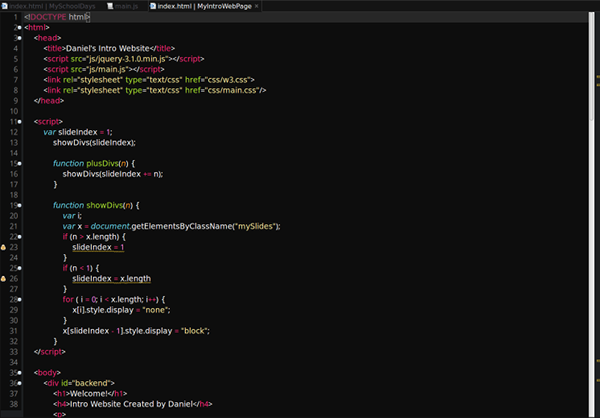 index.html | MySchoolDays main.js index.html | MyIntroWebPage ×
1 <!DOCTYPE html>
2 <html>
3 <head>
4 <title>Daniel's Intro Website</title>
5 <script src="js/jquery-3.1.0.min.js"></script>
6 <script src="js/main.js"></script>
7 <link rel="stylesheet" type="text/css" href="css/w3.css">
8 <link rel="stylesheet" type="text/css" href="css/main.css"/>
9 </head>
10
11 <script>
12 var slideIndex = 1;
13 showDivs(slideIndex);
14
15 function plusDivs(n) {
16 showDivs(slideIndex += n);
17 }
18
19 function showDivs(n) {
20 var i;
21 var x = document.getElementsByClassName("mySlides");
22 if (n > x.length) {
23 slideIndex = 1
24 }
25 if (n < 1) {
26 slideIndex = x.length
27 }
28 for ( i = 0; i < x.length; i++) {
29 x[i].style.display = "none";
30 }
31 x[slideIndex - 1].style.display = "block";
32 }
33 </script>
34
35 <body>
36 <div id="backend">
37 <h1>Welcome!</h1>
38 <h4>Intro Website Created by Daniel</h4>
<p>